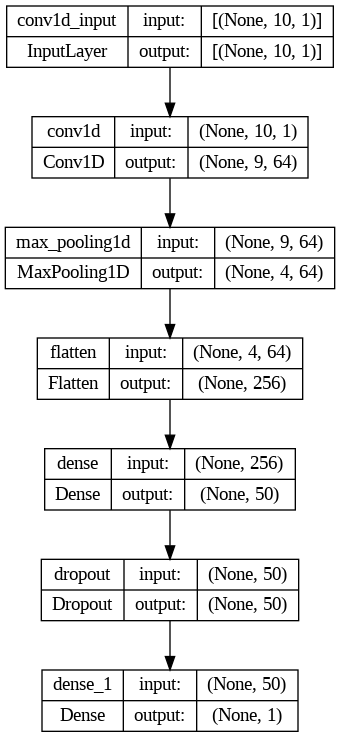 conv1d_input input: [(None, 10, 1)]
InputLayer output: [(None, 10, 1)]
conv1d input: (None, 10, 1)
Conv1D output: (None, 9, 64)
max_pooling1d input: (None, 9, 64)
MaxPooling1D output: (None, 4, 64)
flatten input: (None, 4, 64)
Flatten output: (None, 256)
dense input: (None, 256)
Dense output: (None, 50)
dropout input: (None, 50)
Dropout output: (None, 50)
dense_1 input: (None, 50)
Dense output: (None, 1)